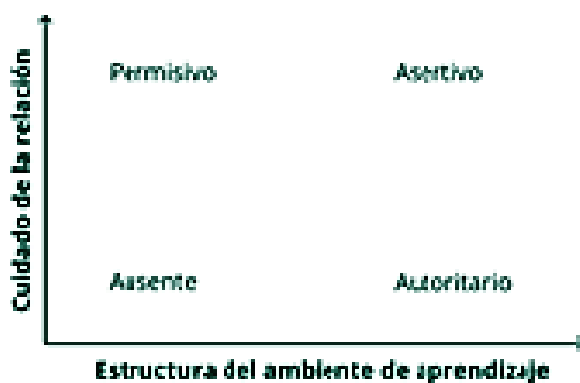 Cuidado de la relación
Permisivo
Asertivo
Ausente
Autoritario
Estructura del ambiente de aprendizaje